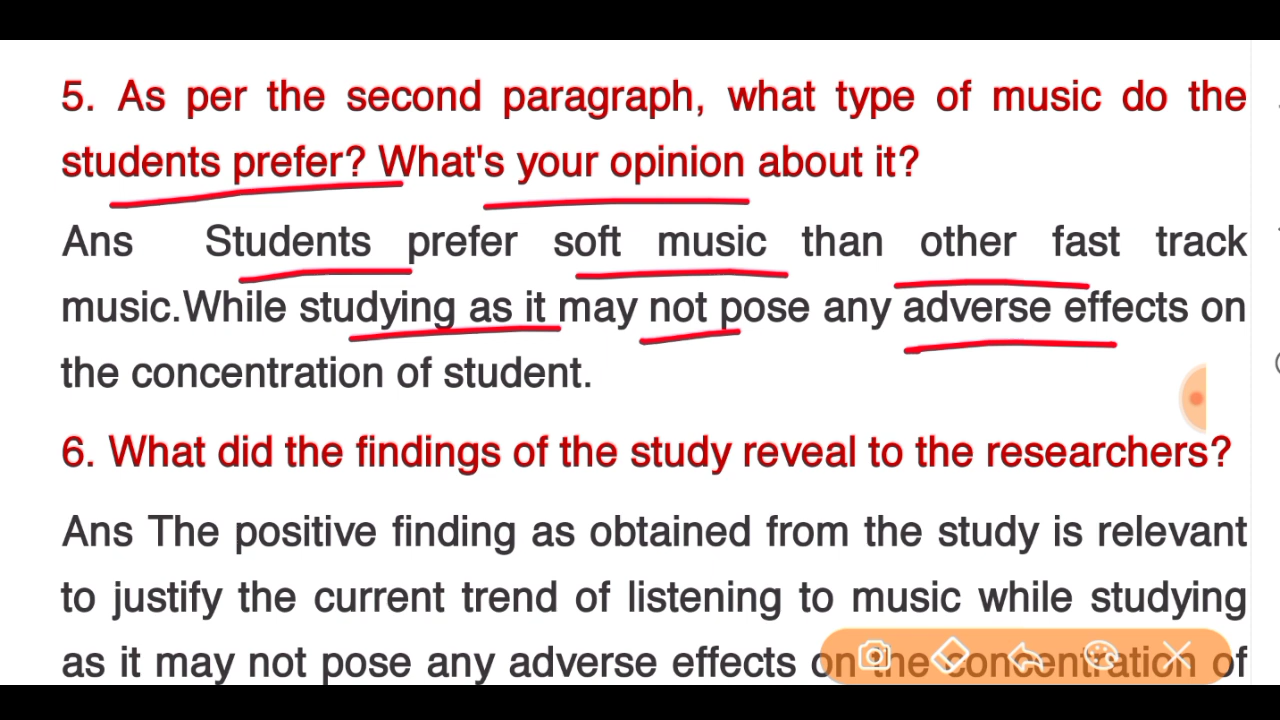 5. As per the second paragraph, what type of music do the
students prefer? What's your opinion about it?
Ans Students prefer soft music than other fast track
music.While studying as it may not pose any adverse effects on
the concentration of student.
6. What did the findings of the study reveal to the researchers?
Ans The positive finding as obtained from the study is relevant
to justify the current trend of listening to music while studying
as it may not pose any adverse effects on the concentration of